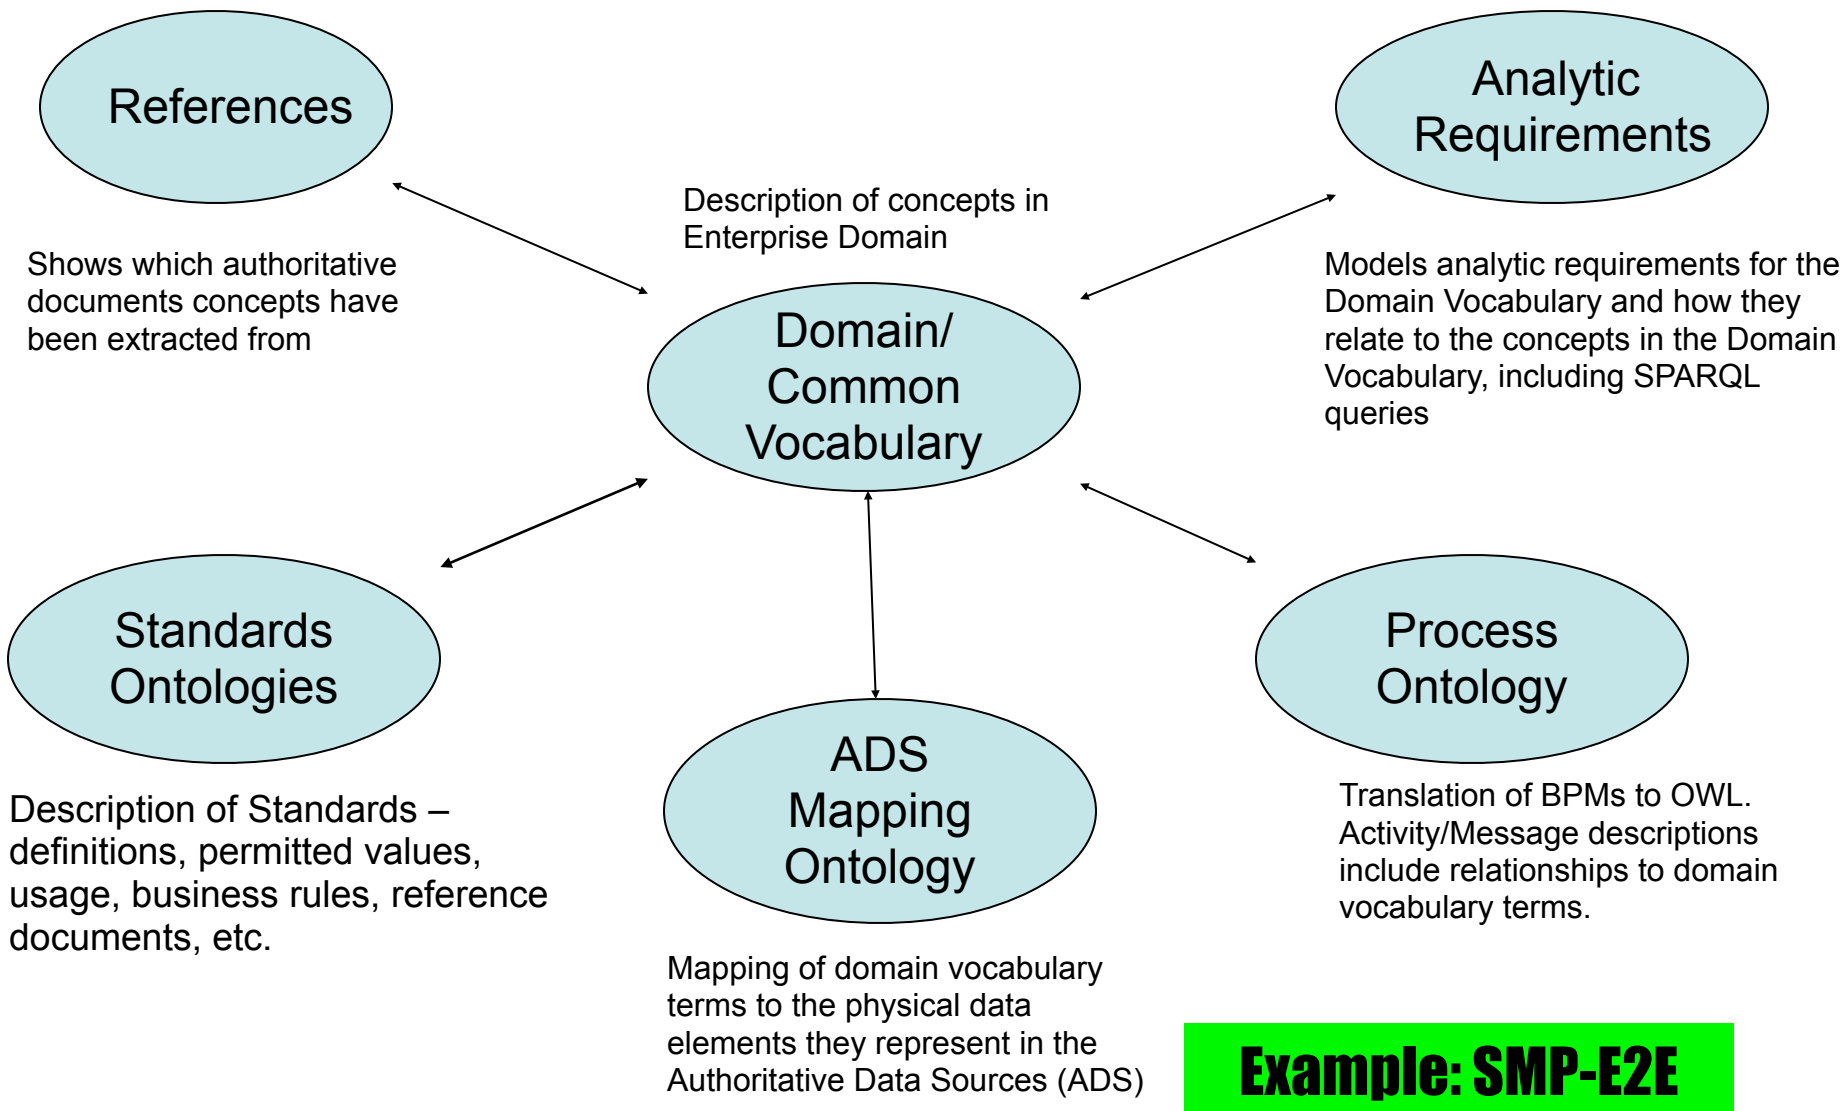 References
Analytic
Requirements
Description of concepts in
Enterprise Domain
Shows which authoritative
documents concepts have
been extracted from
Models analytic requirements for the
Domain Vocabulary and how they
relate to the concepts in the Domain
Vocabulary, including SPARQL
queries
Domain/
Common
Vocabulary
Standards
Ontologies
Process
Ontology
ADS
Mapping
Ontology
Description of Standards –
definitions, permitted values,
usage, business rules, reference
documents, etc.
Translation of BPMs to OWL.
Activity/Message descriptions
include relationships to domain
vocabulary terms.
Mapping of domain vocabulary
terms to the physical data
elements they represent in the
Authoritative Data Sources (ADS)
Example: SMP-E2E